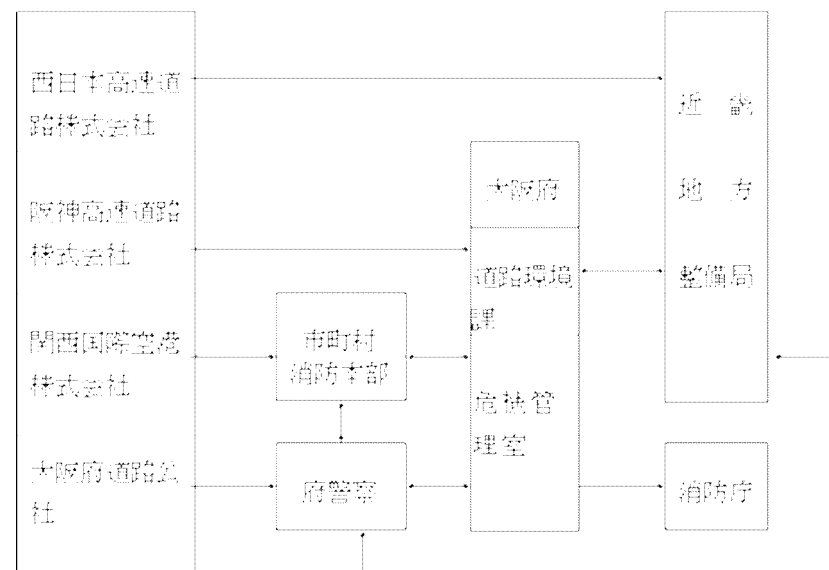 西日本高速道
路株式会社
阪神高速道路
株式会社
関西国際空港
株式会社
大阪府道路公
社
市町村
消防本部
府警察
大阪府
道路環境
課
危機管
理室
近畿
地方
整備局
消防庁